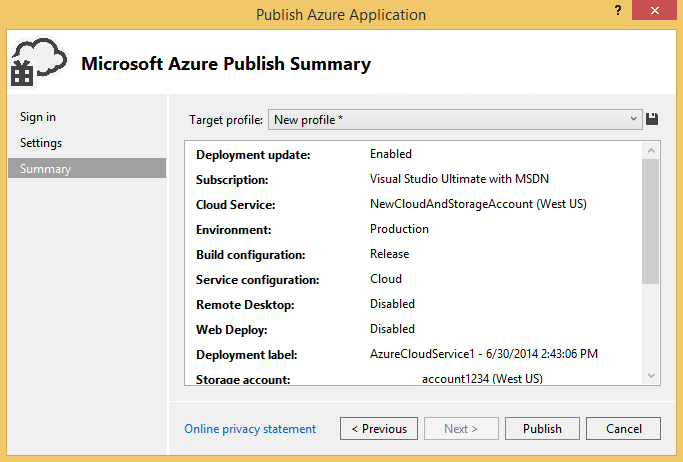 Publish Azure Application
?
Microsoft Azure Publish Summary
Sign in
Settings
Summary
Target profile: New profile *
Deployment update: Enabled
Subscription: Visual Studio Ultimate with MSDN
Cloud Service: NewCloudAndStorageAccount (West US)
Environment: Production
Build configuration: Release
Service configuration: Cloud
Remote Desktop: Disabled
Web Deploy: Disabled
Deployment label: AzureCloudService1 - 6/30/2014 2:43:06 PM
Storage account: account1234 (West US)
Online privacy statement < Previous Next > Publish Cancel